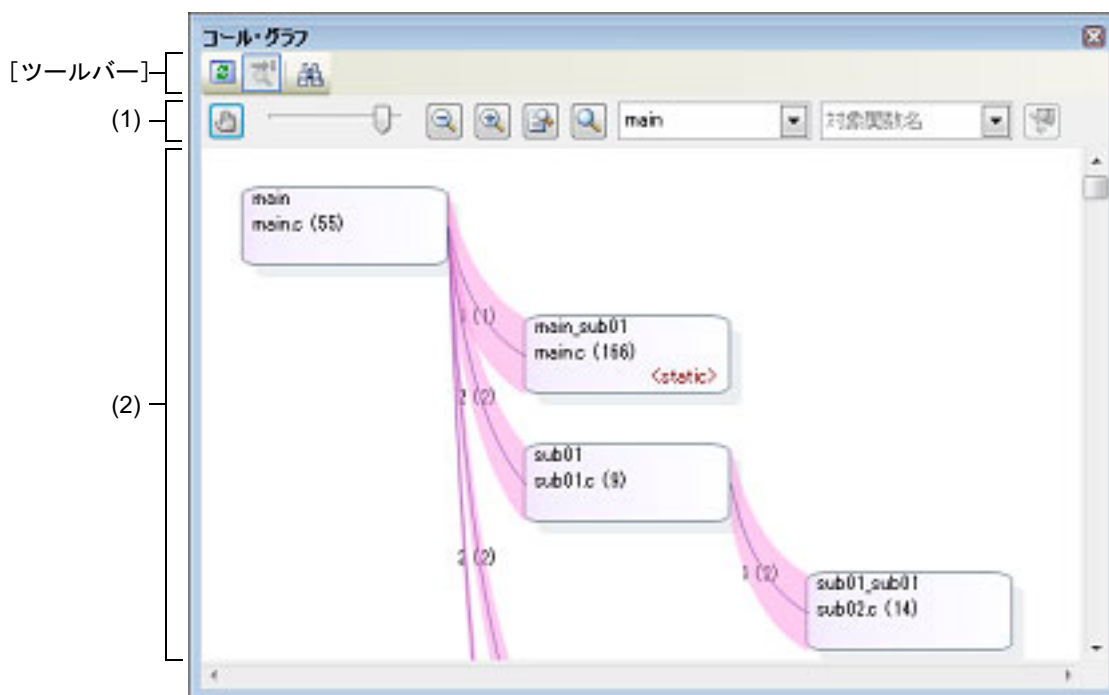 コール・グラフ
[ツールバー]
(1)
main
対象関数名
(2)
main
main.c (55)
1 (1)
main_sub01
main.c (166)
<static>
2 (2)
sub01
sub01.c (9)
2 (2)
sub01_sub01
sub02.c (14)